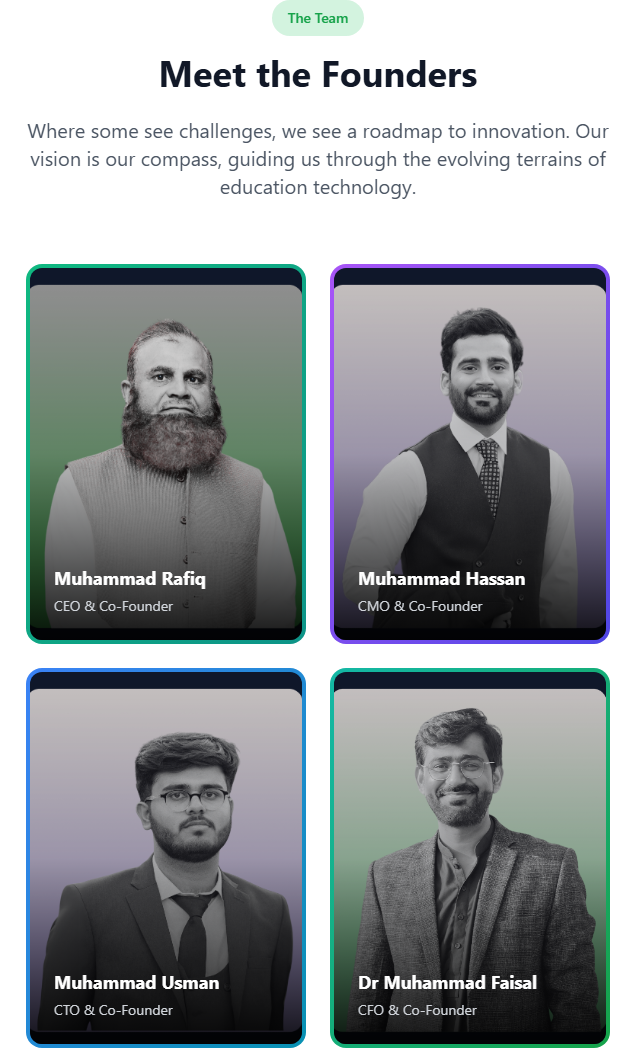 The Team
Meet the Founders
Where some see challenges, we see a roadmap to innovation. Our
vision is our compass, guiding us through the evolving terrains of
education technology.
Muhammad Rafiq
CEO & Co-Founder
Muhammad Hassan
CMO & Co-Founder
Muhammad Usman
CTO & Co-Founder
Dr Muhammad Faisal
CFO & Co-Founder